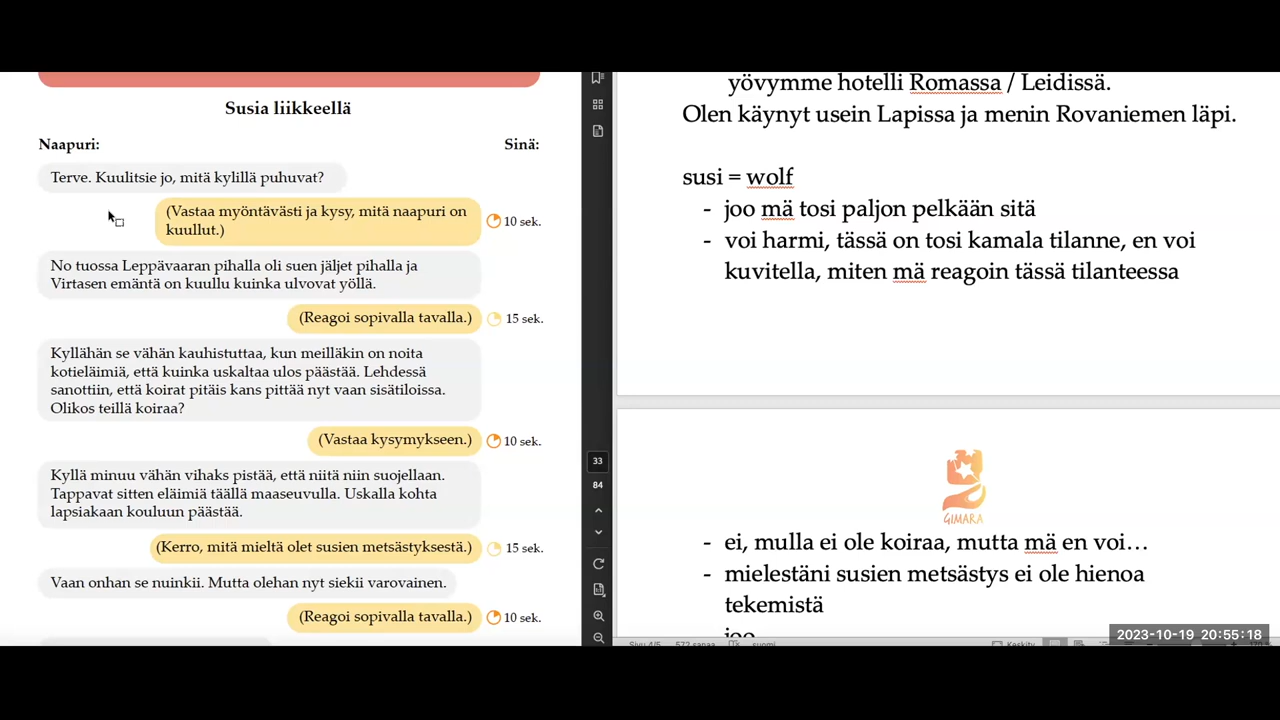 Susia liikkeellä
Naapuri:
Sinä:
Terve. Kuulitsie jo, mitä kylillä puhuvat?
(Vastaa myöntävästi ja kysy, mitä naapuri on
kuullut.)
10 sek.
No tuossa Leppävaaran pihalla oli suen jäljet pihalla ja
Virtasen emäntä on kuullu kuinka ulvovat yöllä.
(Reagoi sopivalla tavalla.)
15 sek.
Kyllähän se vähän kauhistuttaa, kun meilläkin on noita
kotieläimiä, että kuinka uskaltaa ulos päästää. Lehdessä
sanottiin, että koirat pitäis kans pittää nyt vaan sisätiloissa.
Olikos teillä koiraa?
(Vastaa kysymykseen.)
10 sek.
Kyllä minuu vähän vihaks pistää, että niitä niin suojellaan.
Tappavat sitten eläimiä täällä maaseuvulla. Uskalla kohta
lapsiakaan kouluun päästää.
(Kerro, mitä mieltä olet susien metsästyksestä.)
15 sek.
Vaan onhan se nuinkii. Mutta olehan nyt siekii varovainen.
(Reagoi sopivalla tavalla.)
10 sek.
33
84
yövymme hotelli Romassa / Leidissä.
Olen käynyt usein Lapissa ja menin Rovaniemen läpi.
susi = wolf
- joo mä tosi paljon pelkään sitä
- voi harmi, tässä on tosi kamala tilanne, en voi
kuvitella, miten mä reagoin tässä tilanteessa
GIMARA
- ei, mulla ei ole koiraa, mutta mä en voi…
- mielestäni susien metsästys ei ole hienoa
tekemistä
joo
Sivu 4/5 572 sanaa suomi
Keskity
2023-10-19 20:55:18